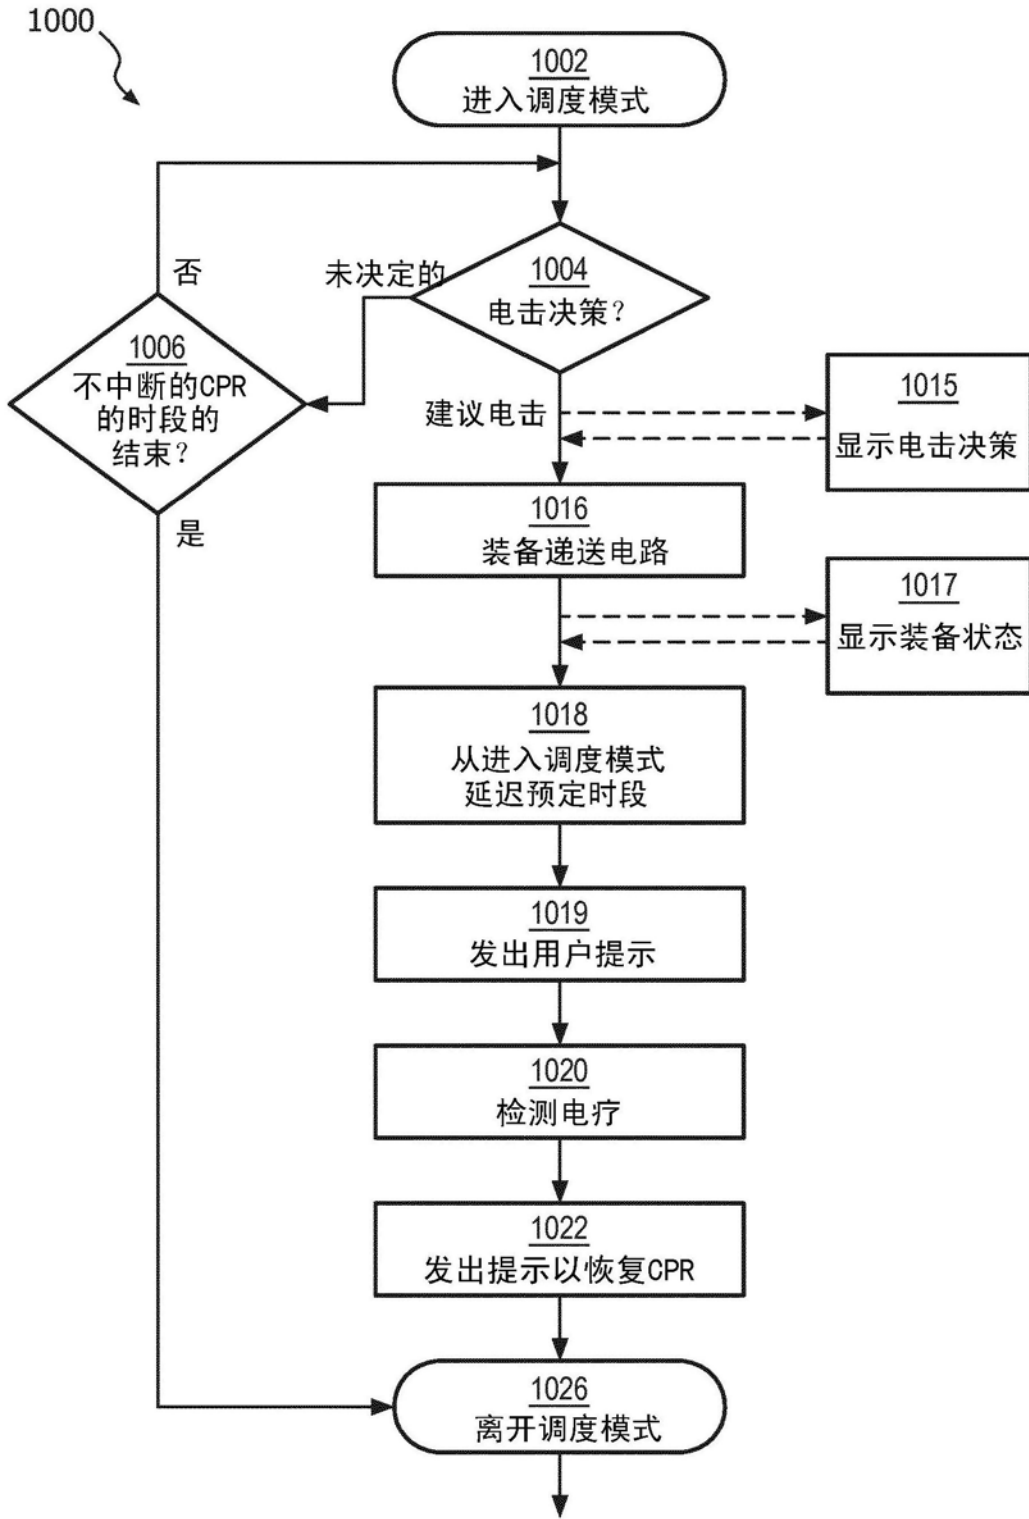 1000
1002
进入调度模式
否
未决定的
1004
电击决策?
1006
不中断的CPR
的时段的
结束?
建议电击
1015
显示电击决策
是
1016
装备递送电路
1017
显示装备状态
1018
从进入调度模式
延迟预定时段
1019
发出用户提示
1020
检测电疗
1022
发出提示以恢复CPR
1026
离开调度模式